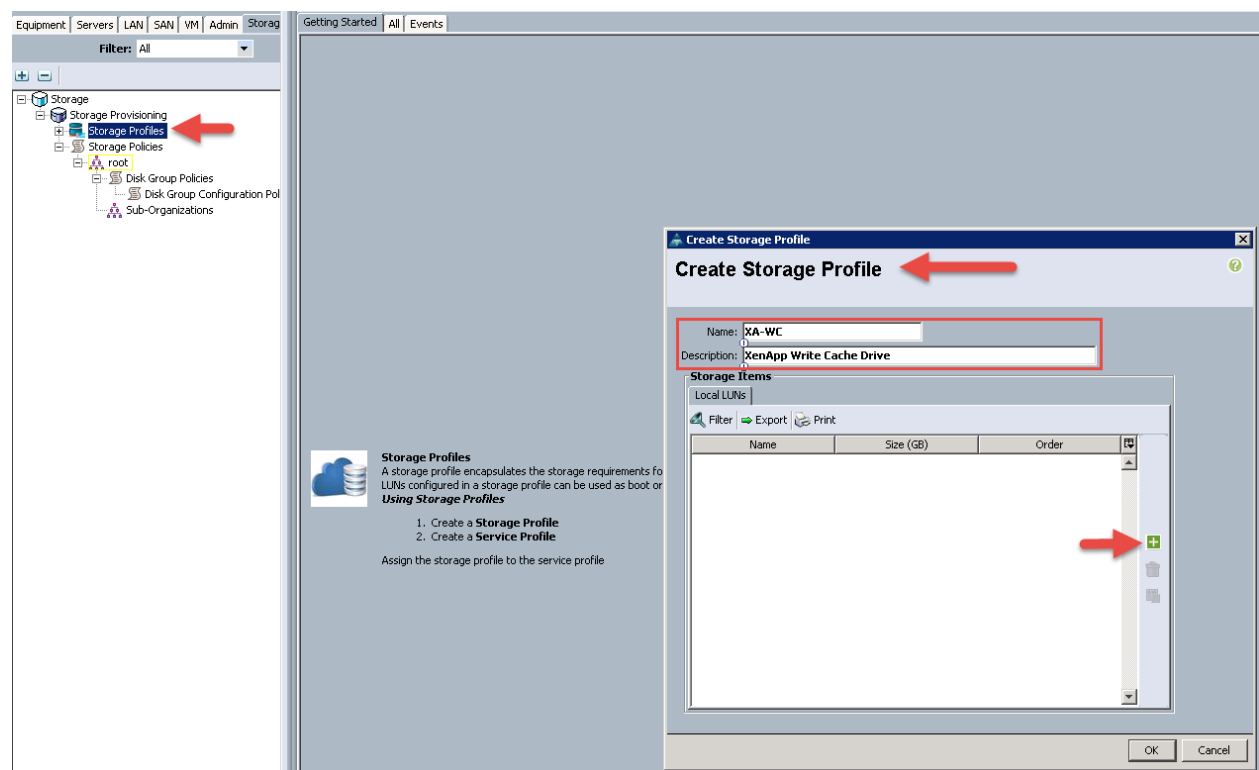 Equipment Servers LAN SAN VM Admin Storag
Filter: All
Storage
Storage Provisioning
Storage Profiles
Storage Policies
root
Disk Group Policies
Disk Group Configuration Pol
Sub-Organizations
Getting Started All Events
Storage Profiles
A storage profile encapsulates the storage requirements fo
LUNs configured in a storage profile can be used as boot or
Using Storage Profiles
1. Create a Storage Profile
2. Create a Service Profile
Assign the storage profile to the service profile
Create Storage Profile
Create Storage Profile
Name: XA-WC
Description: XenApp Write Cache Drive
Storage Items
Local LUNs
Filter Export Print
Name Size (GB) Order
OK Cancel